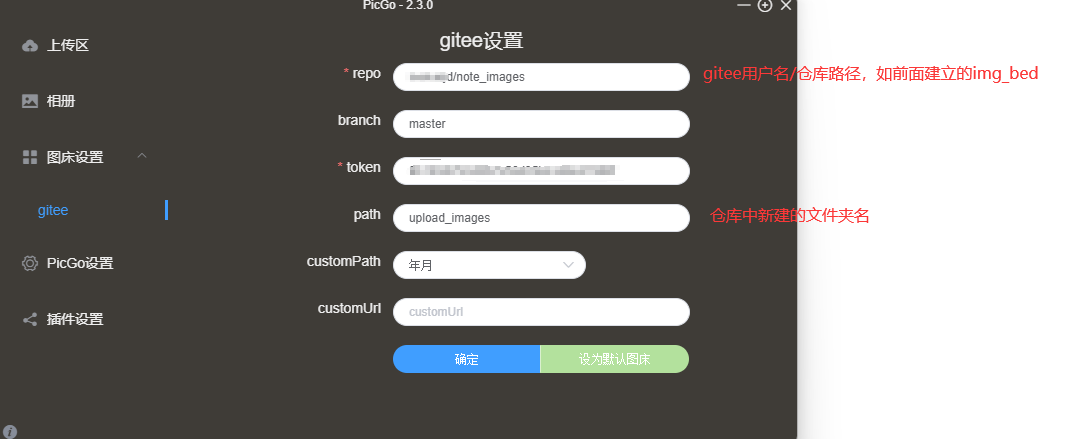 PicGo - 2.3.0
gitee设置
上传区
相册
图床设置
gitee
PicGo设置
插件设置
* repo
d/note_images
gitee用户名/仓库路径，如前面建立的img_bed
branch
master
* token
path
upload_images
仓库中新建的文件夹名
customPath
年月
customUrl
customUrl
确定
设为默认图床